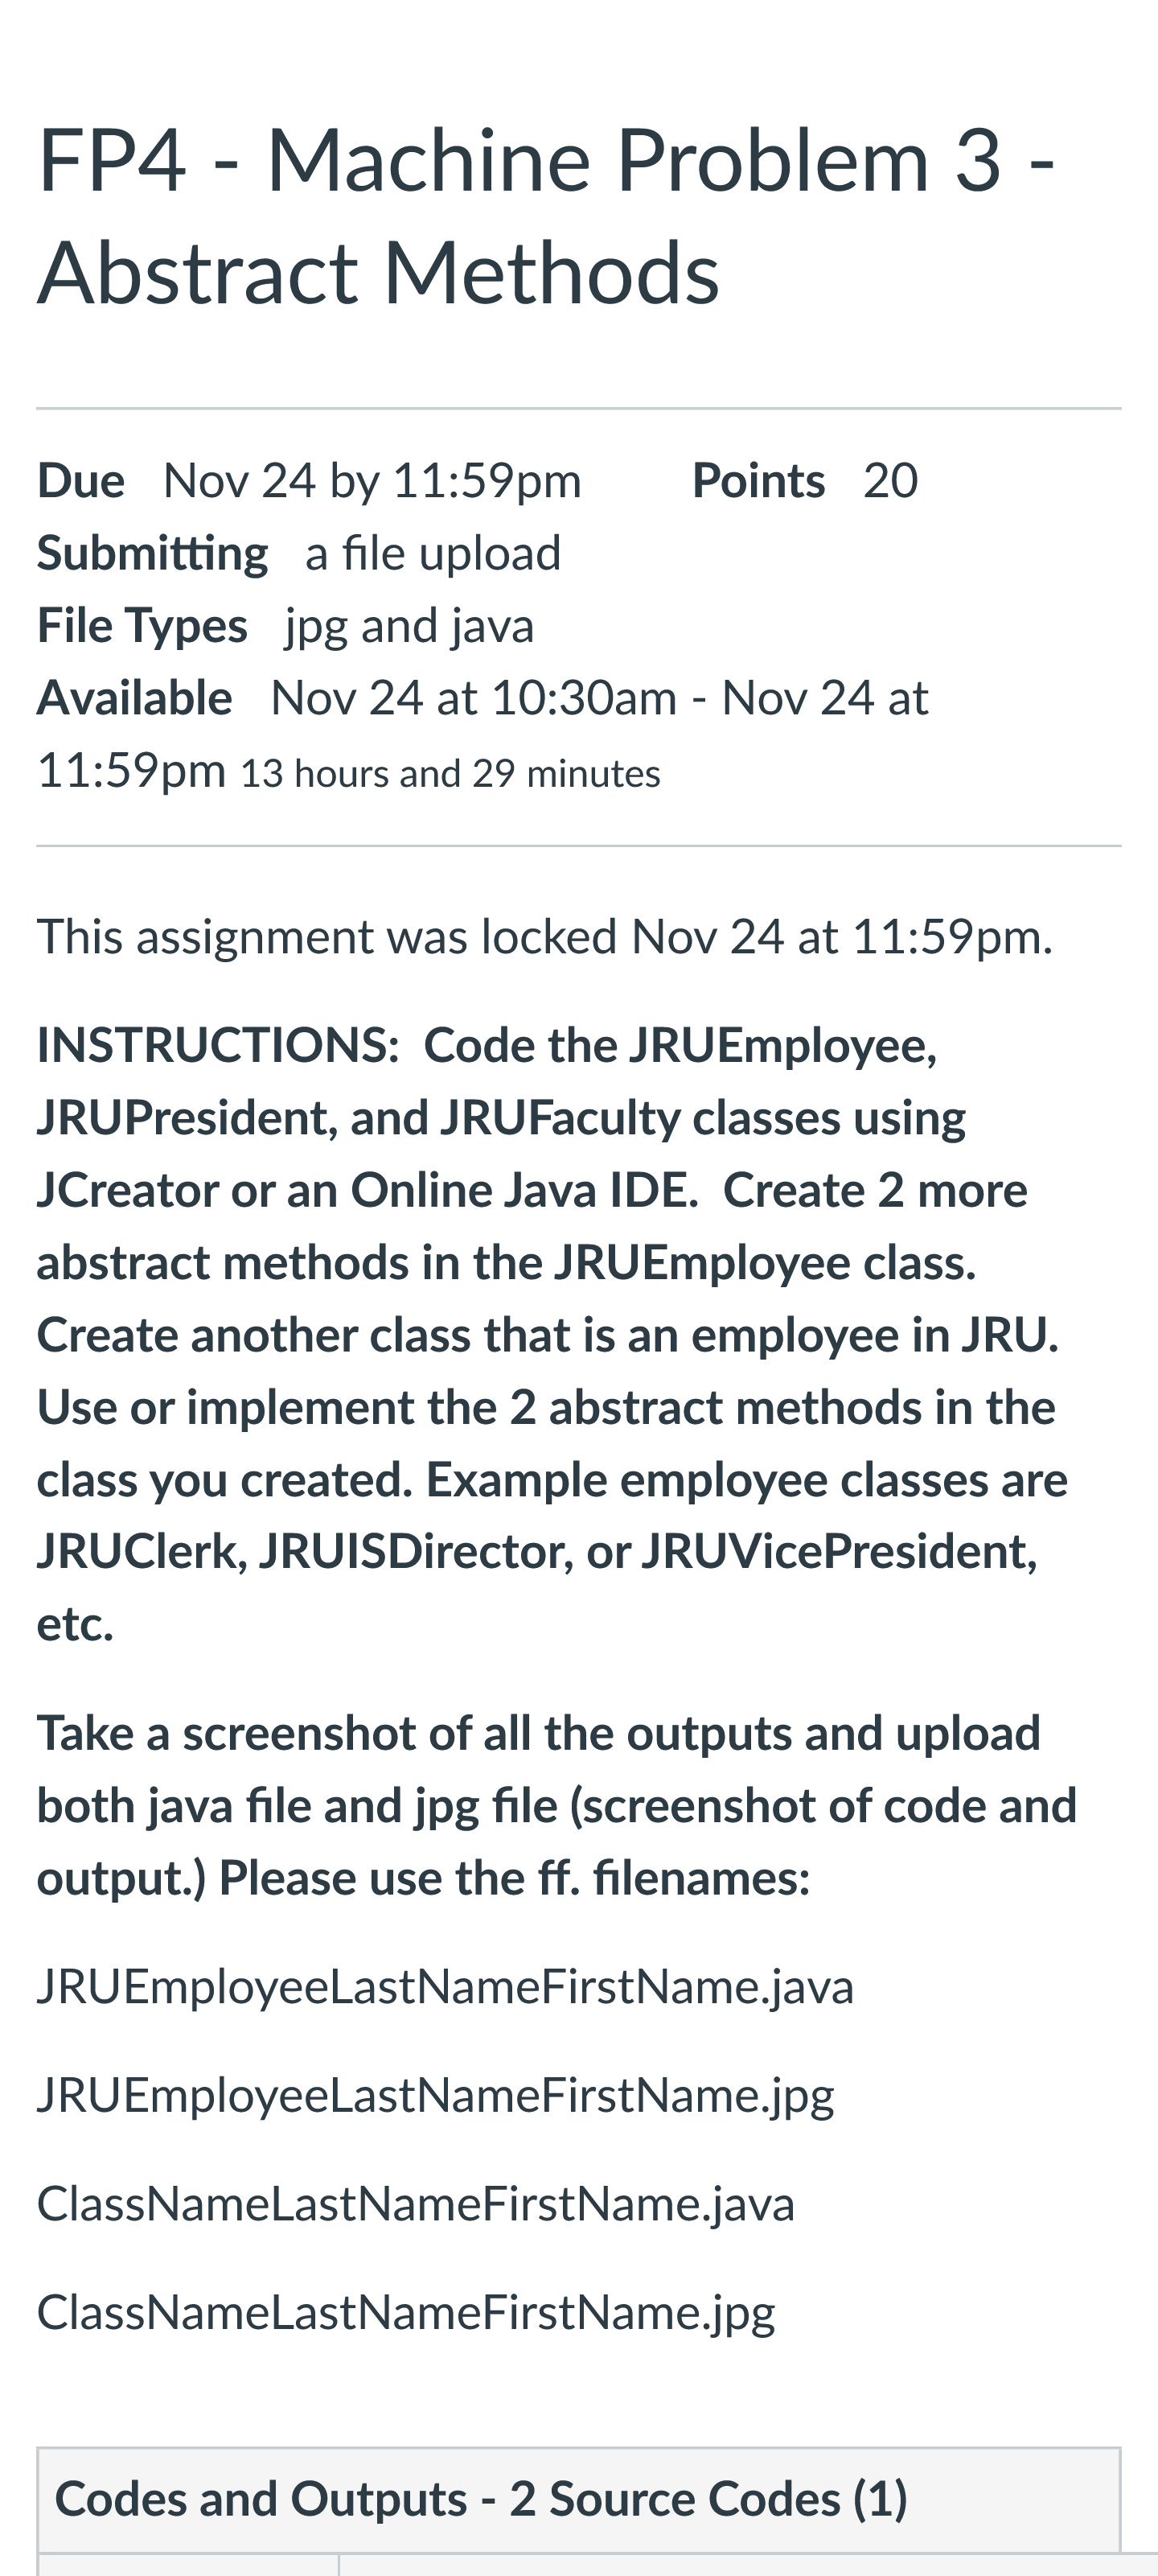 FP4 - Machine Problem 3 -
Abstract Methods
Due Nov 24 by 11:59pm Points 20
Submitting a file upload
File Types jpg and java
Available Nov 24 at 10:30am - Nov 24 at
11:59pm 13 hours and 29 minutes
This assignment was locked Nov 24 at 11:59pm.
INSTRUCTIONS:  Code the JRUEmployee,
JRUPresident, and JRUFaculty classes using
JCreator or an Online Java IDE.  Create 2 more
abstract methods in the JRUEmployee class.
Create another class that is an employee in JRU.
Use or implement the 2 abstract methods in the
class you created. Example employee classes are
JRUClerk, JRUISDirector, or JRUVicePresident,
etc.
Take a screenshot of all the outputs and upload
both java file and jpg file (screenshot of code and
output.) Please use the ff. filenames:
JRUEmployeeLastNameFirstName.java
JRUEmployeeLastNameFirstName.jpg
ClassNameLastNameFirstName.java
ClassNameLastNameFirstName.jpg
Codes and Outputs - 2 Source Codes (1)